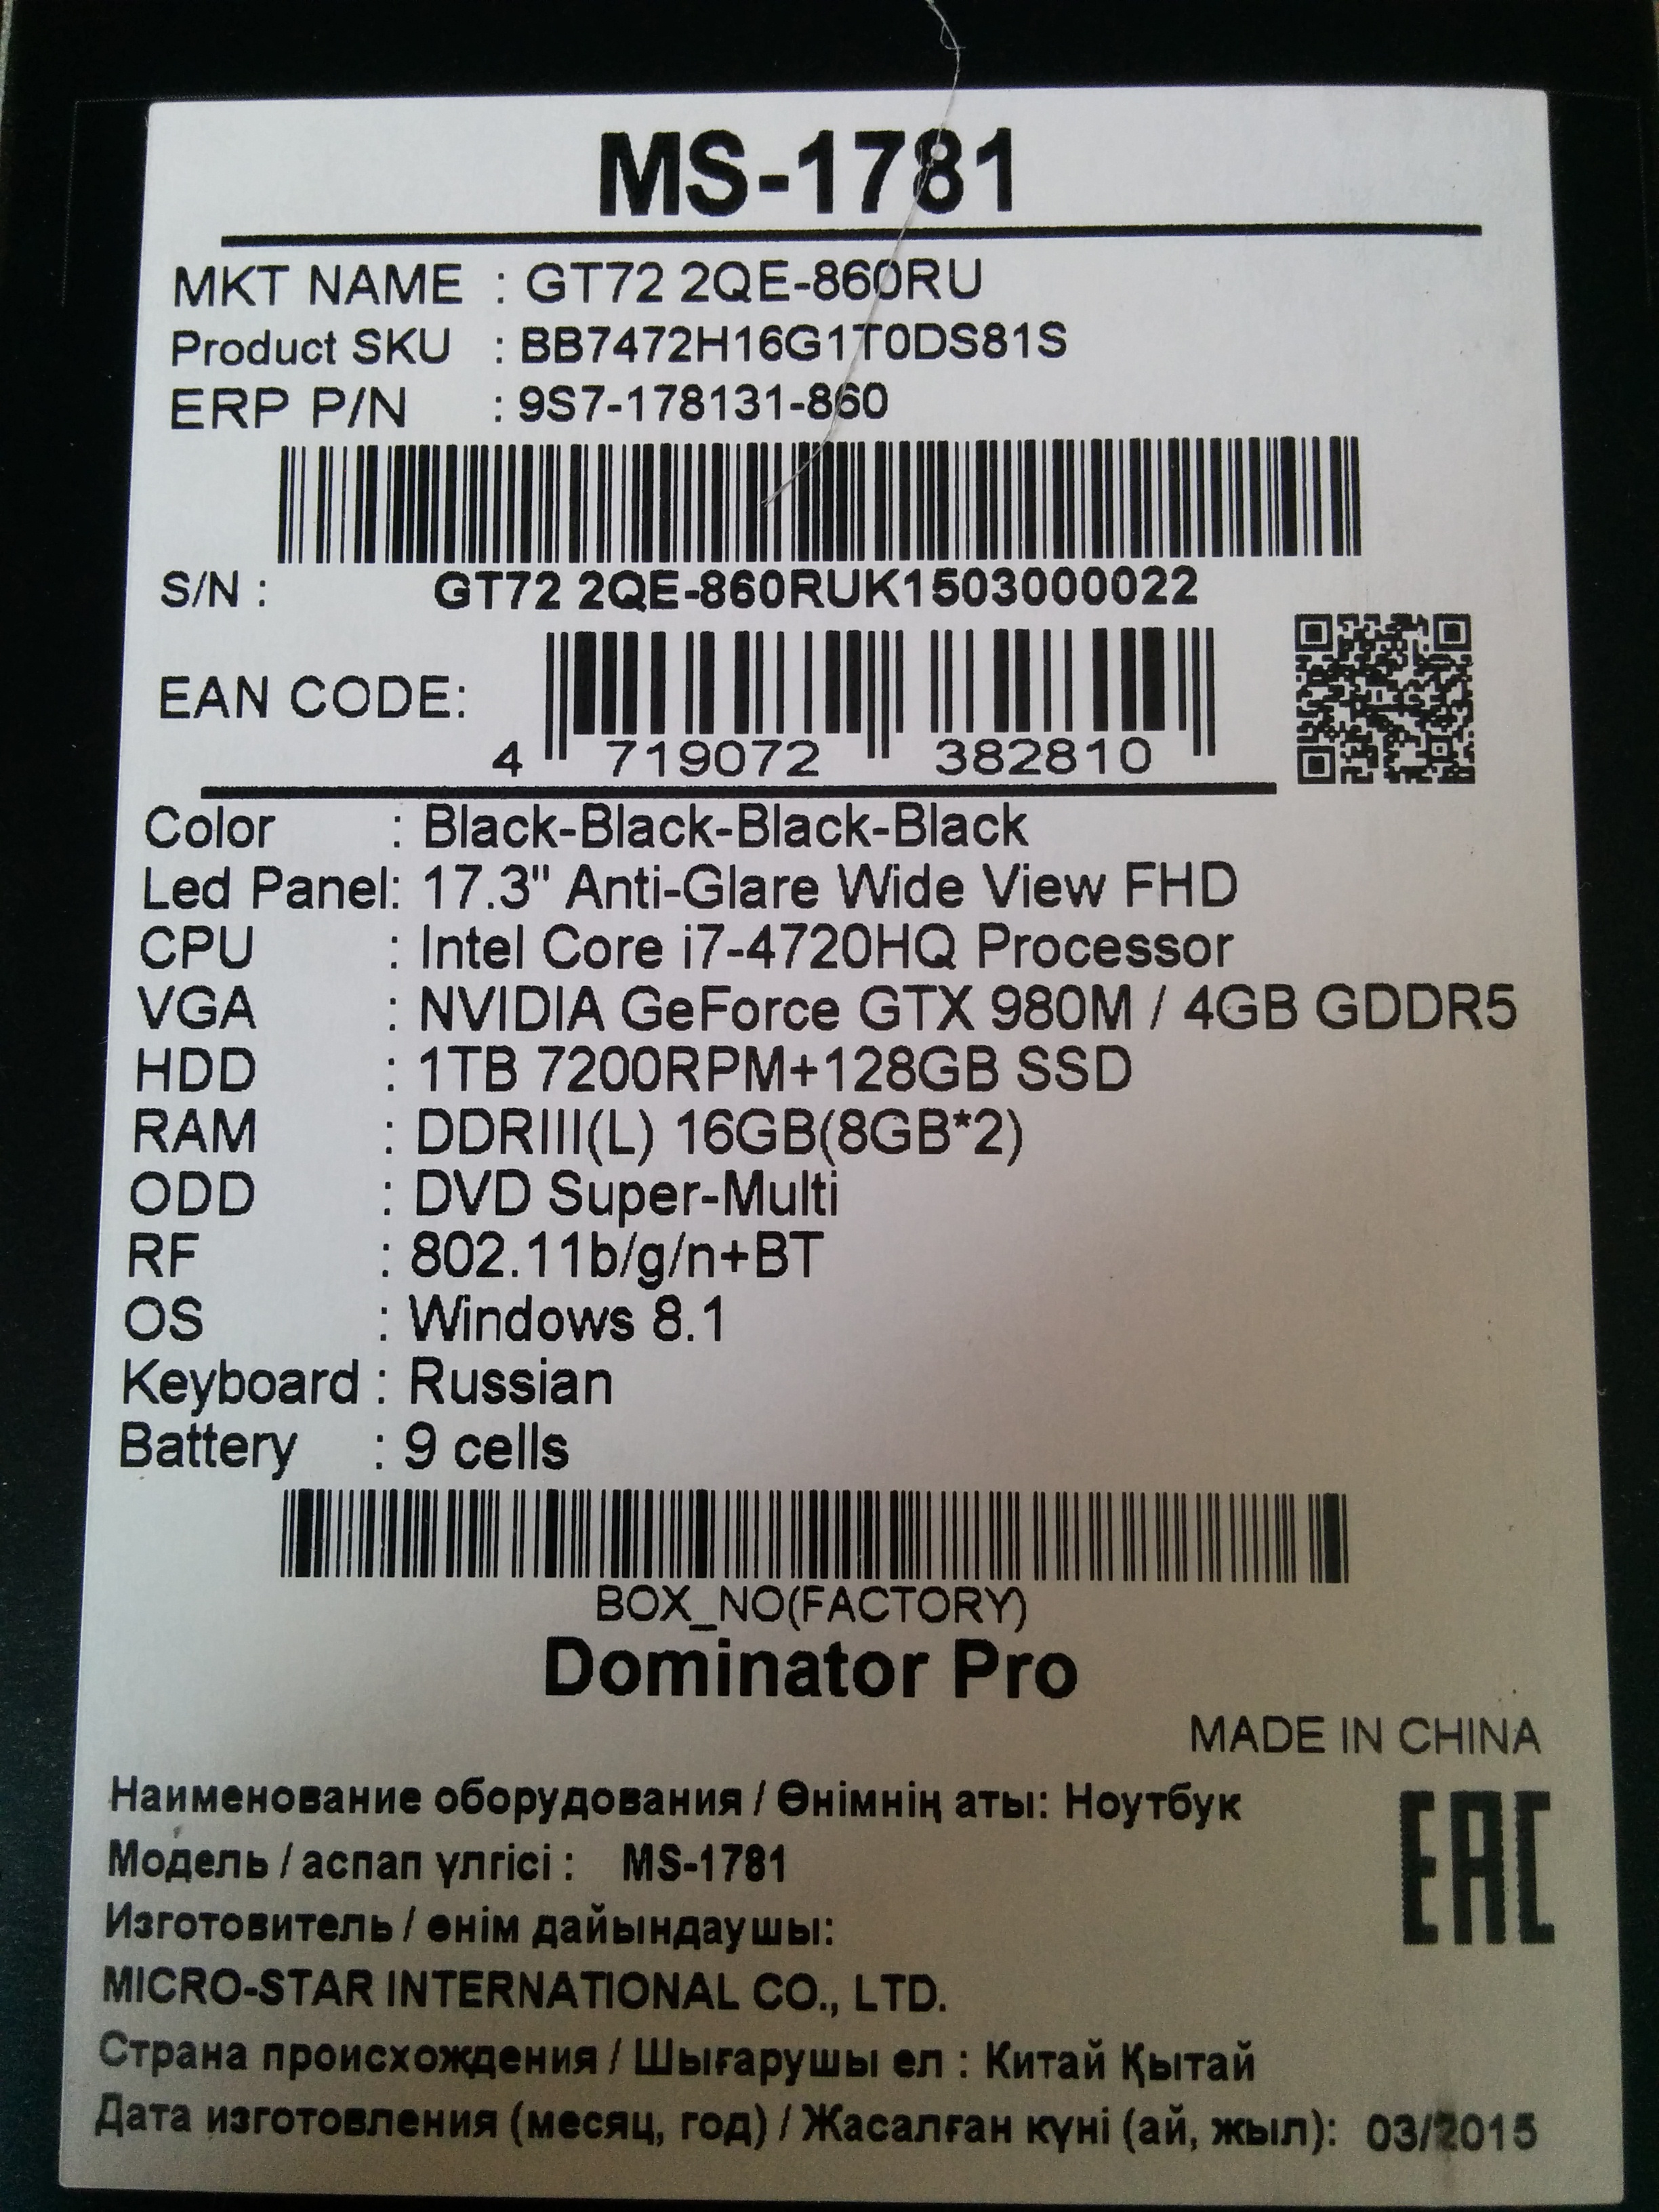 MS-1781
MKT NAME : GT72 2QE-860RU
Product SKU : BB7472H16G1T0DS81S
ERP P/N : 9S7-178131-860
S/N : GT72 2QE-860RUK1503000022
EAN CODE: 4 719072 382810
Color : Black-Black-Black-Black
Led Panel: 17.3" Anti-Glare Wide View FHD
CPU : Intel Core i7-4720HQ Processor
VGA : NVIDIA GeForce GTX 980M / 4GB GDDR5
HDD : 1TB 7200RPM+128GB SSD
RAM : DDRIII(L) 16GB(8GB*2)
ODD : DVD Super-Multi
RF : 802.11b/g/n+BT
OS : Windows 8.1
Keyboard : Russian
Battery : 9 cells
BOX_NO(FACTORY)
Dominator Pro
MADE IN CHINA
Наименование оборудования / Өнімнің аты: Ноутбук
Модель / аспап үлгісі : MS-1781
EAC
Изготовитель / өнім дайындаушы:
MICRO-STAR INTERNATIONAL CO., LTD.
Страна происхождения / Шығарушы ел : Китай Қытай
Дата изготовления (месяц, год) / Жасалған күні (ай, жыл): 03/2015